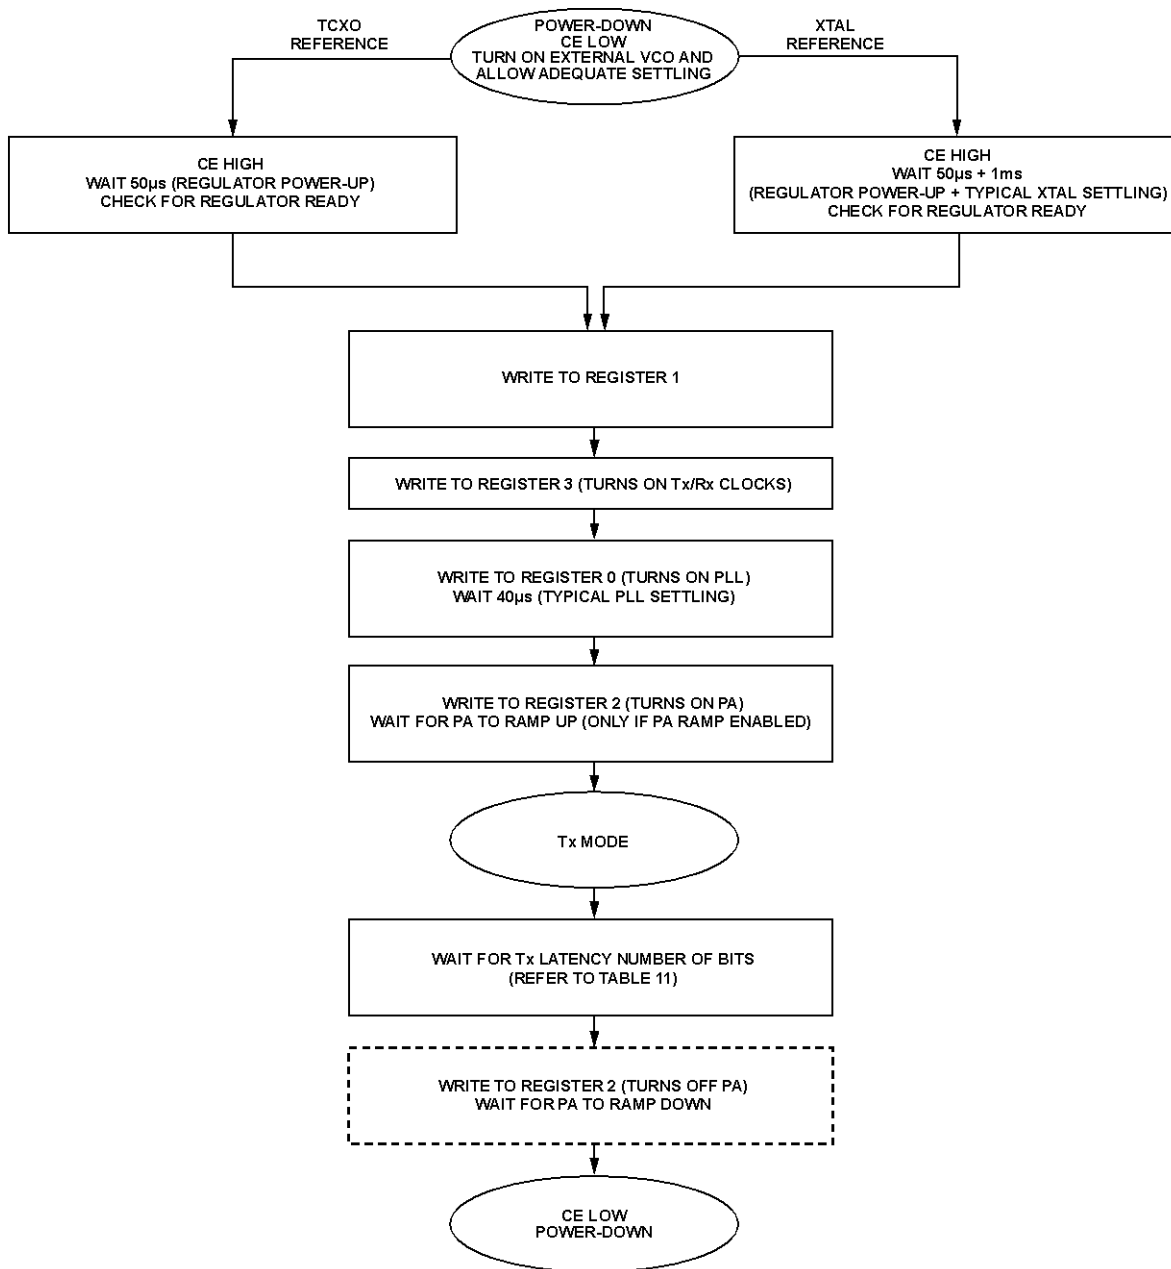 TCXO
REFERENCE
POWER-DOWN
CE LOW
TURN ON EXTERNAL VCO AND
ALLOW ADEQUATE SETTLING
XTAL
REFERENCE
CE HIGH
WAIT 50µs (REGULATOR POWER-UP)
CHECK FOR REGULATOR READY
CE HIGH
WAIT 50µs + 1ms
(REGULATOR POWER-UP + TYPICAL XTAL SETTLING)
CHECK FOR REGULATOR READY
WRITE TO REGISTER 1
WRITE TO REGISTER 3 (TURNS ON Tx/Rx CLOCKS)
WRITE TO REGISTER 0 (TURNS ON PLL)
WAIT 40µs (TYPICAL PLL SETTLING)
WRITE TO REGISTER 2 (TURNS ON PA)
WAIT FOR PA TO RAMP UP (ONLY IF PA RAMP ENABLED)
Tx MODE
WAIT FOR Tx LATENCY NUMBER OF BITS
(REFER TO TABLE 11)
WRITE TO REGISTER 2 (TURNS OFF PA)
WAIT FOR PA TO RAMP DOWN
CE LOW
POWER-DOWN